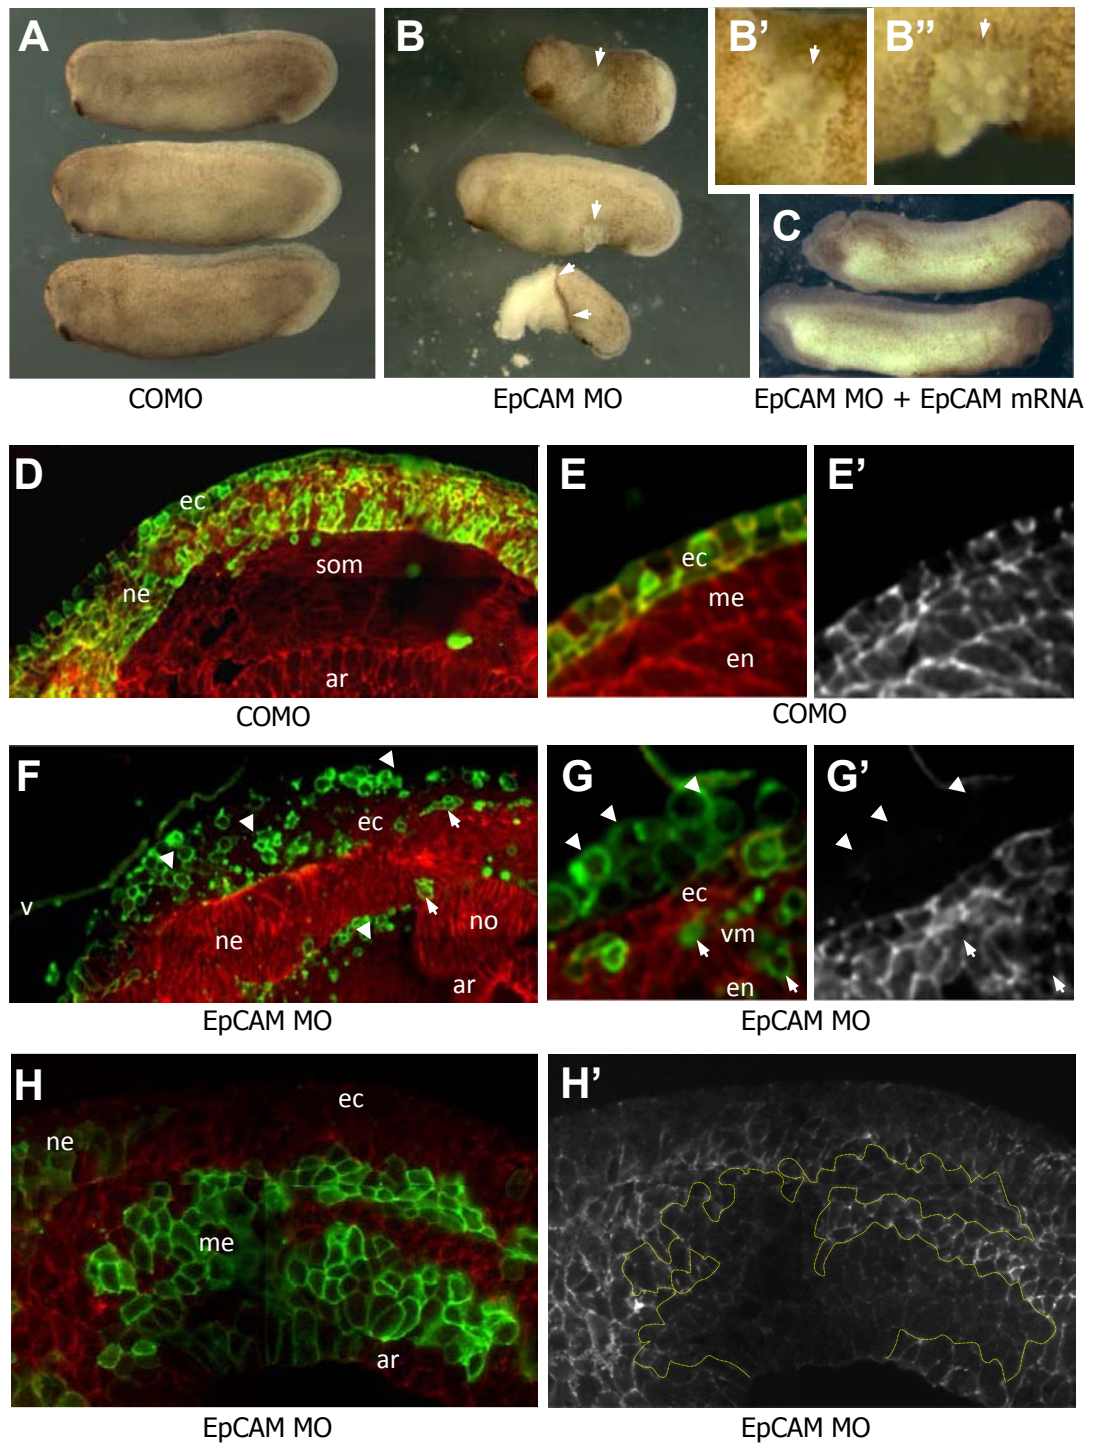 A B B’ B”
C
COMO EpCAM MO EpCAM MO + EpCAM mRNA
D E E’
ec ec
som me
ne
ar en
COMO COMO
F G G’
ec ec
v ne no vm
ar en
EpCAM MO EpCAM MO
H H’
ec
ne
me
ar
EpCAM MO EpCAM MO